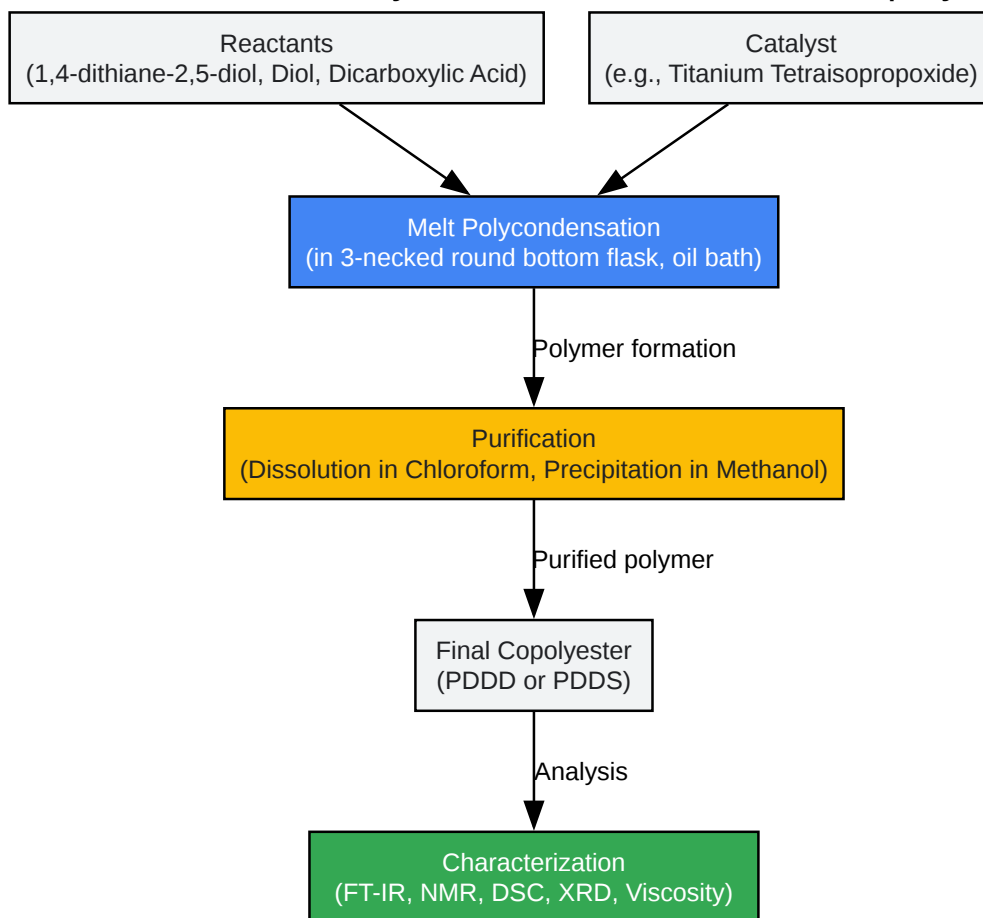 Reactants
(1,4-dithiane-2,5-diol, Diol, Dicarboxylic Acid)
Catalyst
(e.g., Titanium Tetraisopropoxide)
Melt Polycondensation
(in 3-necked round bottom flask, oil bath)
Polymer formation
Purification
(Dissolution in Chloroform, Precipitation in Methanol)
Purified polymer
Final Copolyester
(PDDD or PDDS)
Analysis
Characterization
(FT-IR, NMR, DSC, XRD, Viscosity)